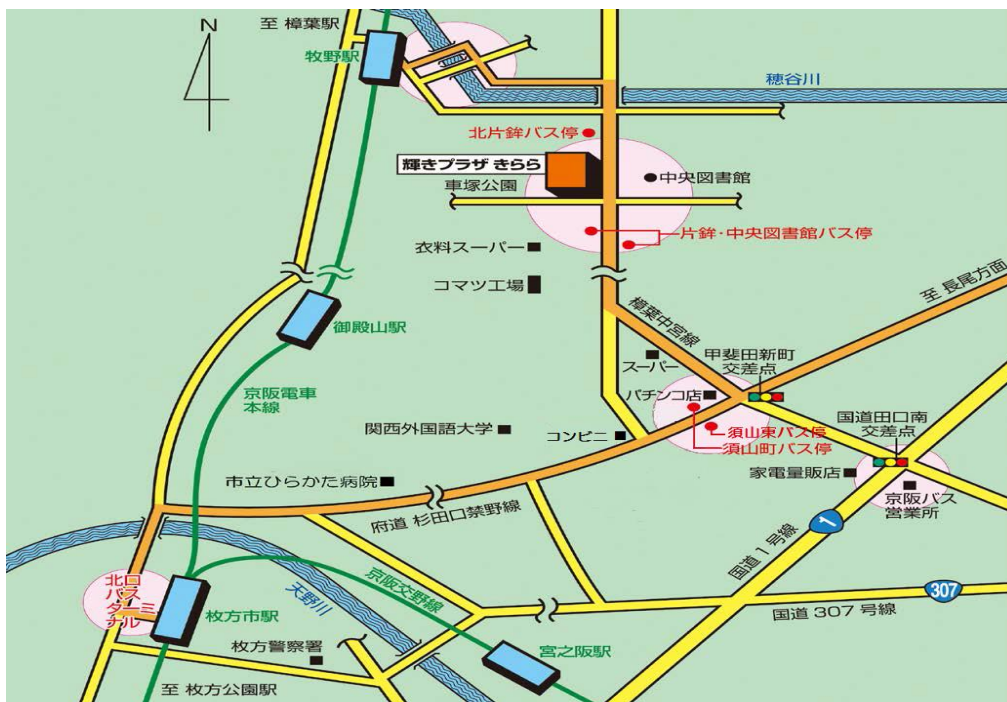 至 樟葉駅
N
牧野駅
穂谷川
北片鉾バス停
輝きプラザ きらら
車塚公園
中央図書館
片鉾・中央図書館バス停
衣料スーパー
コマツ工場
至 長尾方面
樟葉中宮線
御殿山駅
スーパー
甲斐田新町
交差点
京阪電車
本線
パチンコ店
国道田口南
交差点
関西外国語大学
コンビニ
須山東バス停
須山町バス停
家電量販店
市立ひらかた病院
京阪バス
営業所
府道 杉田口禁野線
1
国道1号線
北口
バス
ターミ
ナル
枚方市駅
天野川
京阪交野線
307
国道 307 号線
枚方警察署
宮之阪駅
至 枚方公園駅